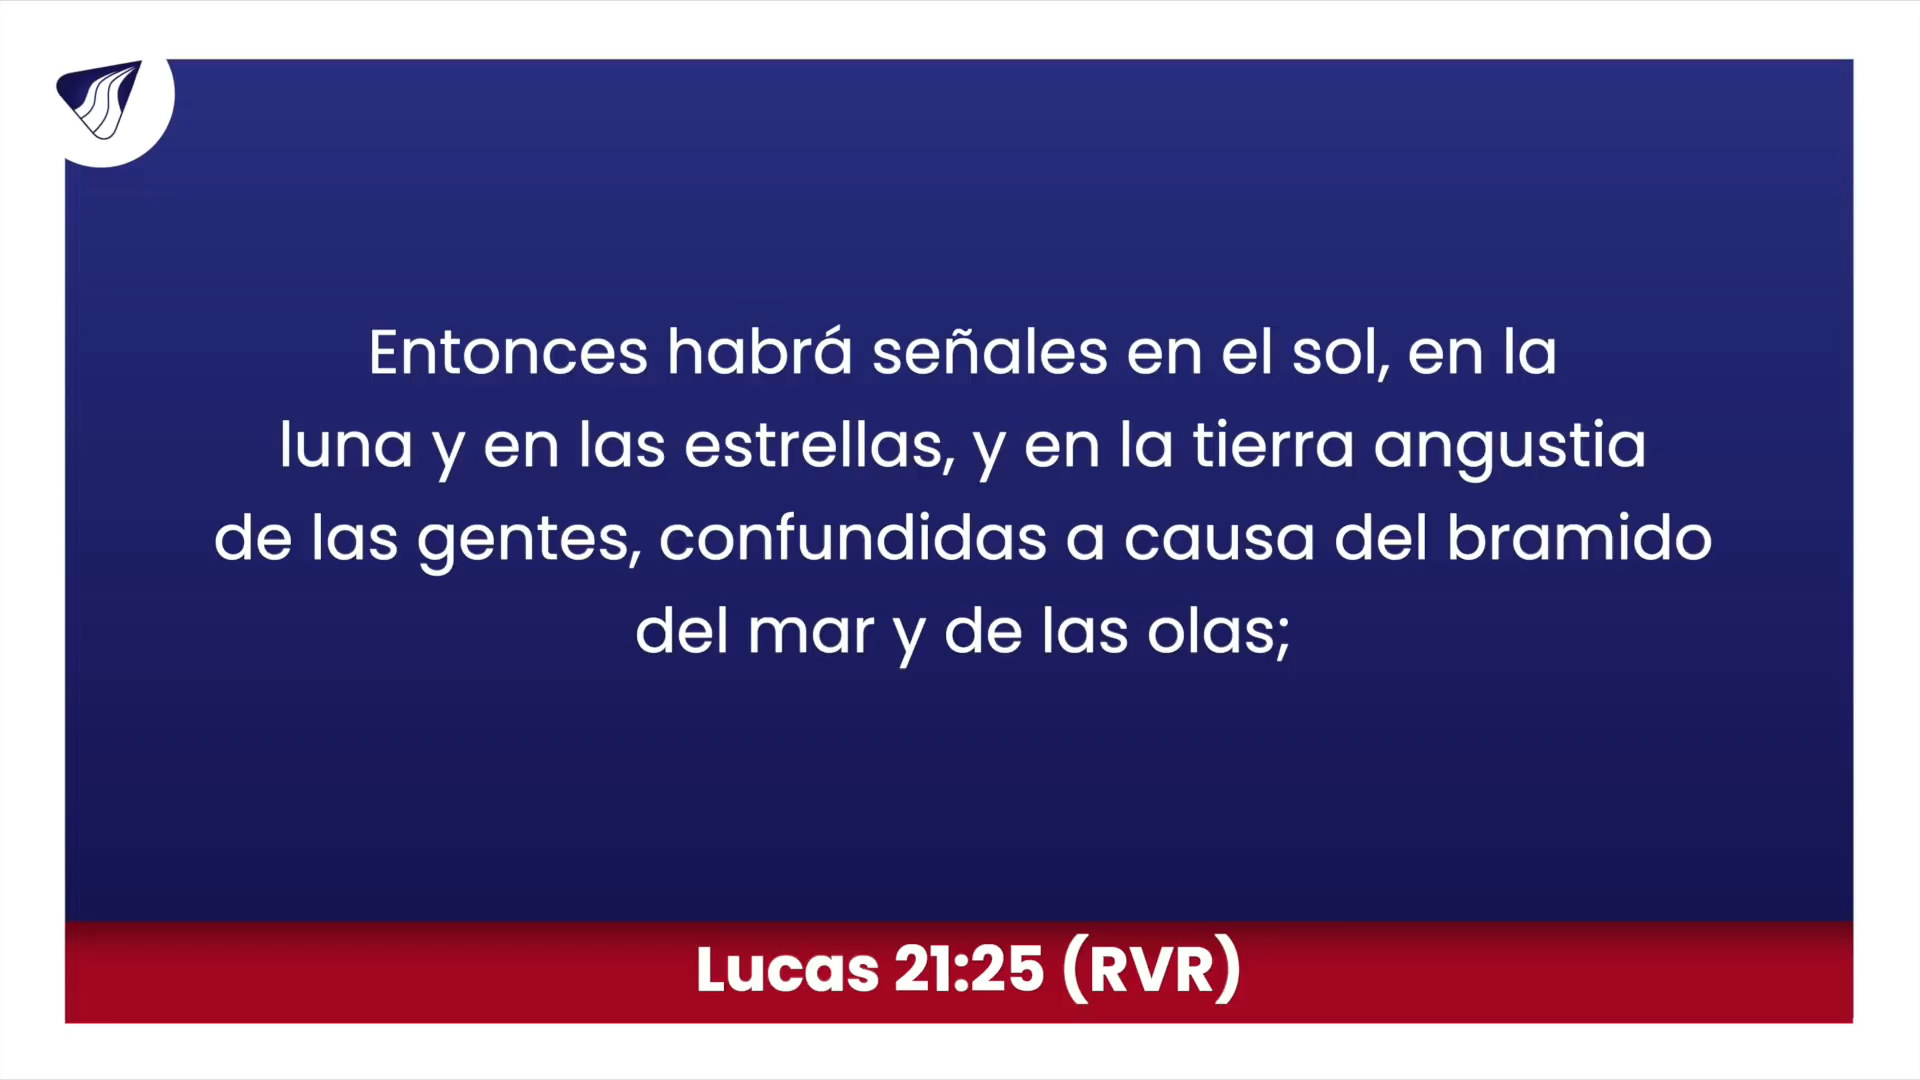 Entonces habrá señales en el sol, en la
luna y en las estrellas, y en la tierra angustia
de las gentes, confundidas a causa del bramido
del mar y de las olas;
Lucas 21:25 (RVR)